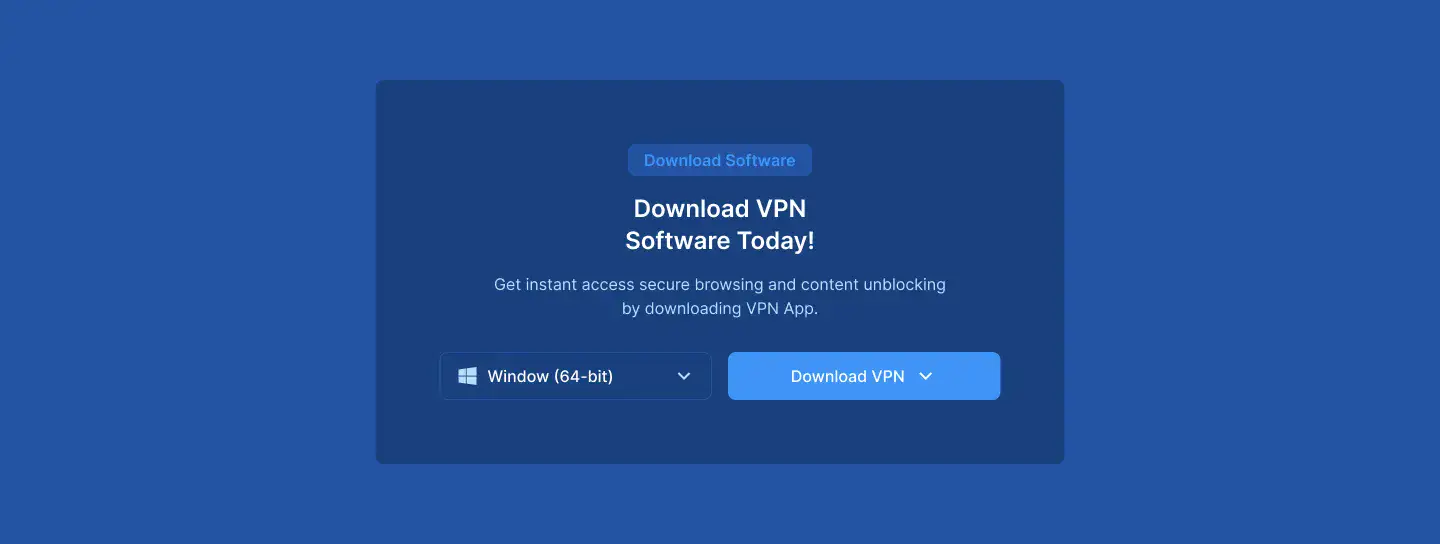 Download Software
Download VPN
Software Today!
Get instant access secure browsing and content unblocking
by downloading VPN App.
Window (64-bit)
Download VPN